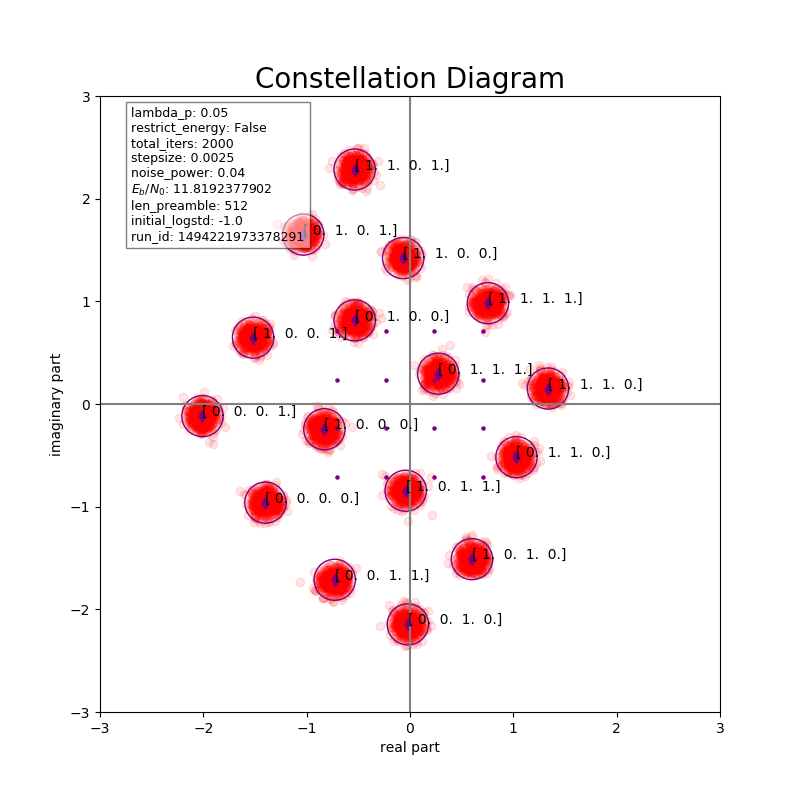 Constellation Diagram
lambda_p: 0.05
restrict_energy: False
total_iters: 2000
stepsize: 0.0025
noise_power: 0.04
E_b/N_0: 11.8192377902
len_preamble: 512
initial_logstd: -1.0
run_id: 1494221973378291
[ 1. 1. 0. 1.]
[ 0. 1. 0. 1.]
[ 1. 1. 0. 0.]
[ 1. 1. 1. 1.]
[ 0. 1. 0. 0.]
[ 1. 0. 0. 1.]
[ 0. 1. 1. 1.]
[ 1. 1. 1. 0.]
[ 0. 0. 0. 1.]
[ 1. 0. 0. 0.]
[ 0. 1. 1. 0.]
[ 1. 0. 1. 1.]
[ 0. 0. 0. 0.]
[ 1. 0. 1. 0.]
[ 0. 0. 1. 1.]
[ 0. 0. 1. 0.]
3
2
1
0
−1
−2
−3
imaginary part
−3 −2 −1 0 1 2 3
real part